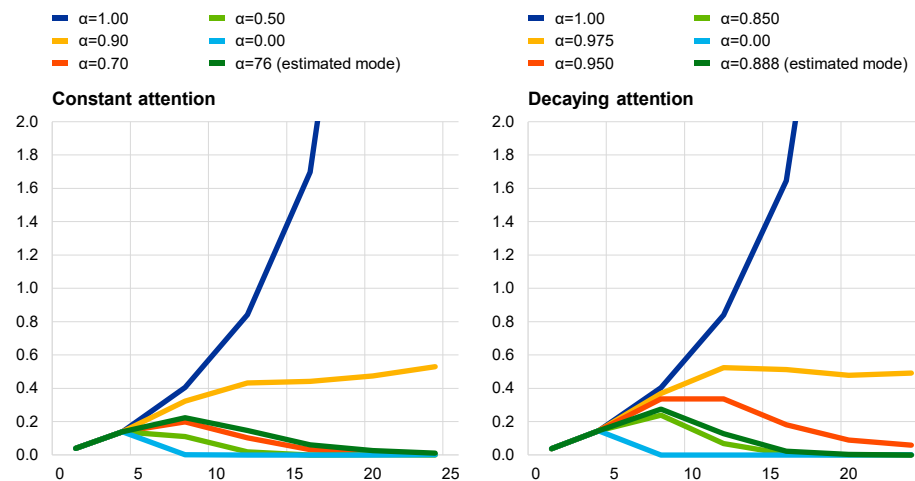 α=1.00
α=0.50
α=0.90
α=0.00
α=0.70
α=76 (estimated mode)
Constant attention
2.0
1.8
1.6
1.4
1.2
1.0
0.8
0.6
0.4
0.2
0.0
0 5 10 15 20 25
α=1.00
α=0.850
α=0.975
α=0.00
α=0.950
α=0.888 (estimated mode)
Decaying attention
2.0
1.8
1.6
1.4
1.2
1.0
0.8
0.6
0.4
0.2
0.0
0 5 10 15 20